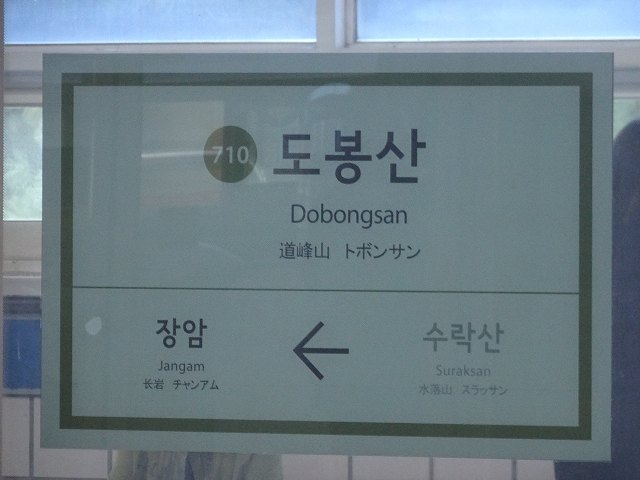 710 도봉산
Dobongsan
道峰山 トボンサン
장암
Jangam
长岩 チャンアム
수락산
Suraksan
水落山 スラッサン